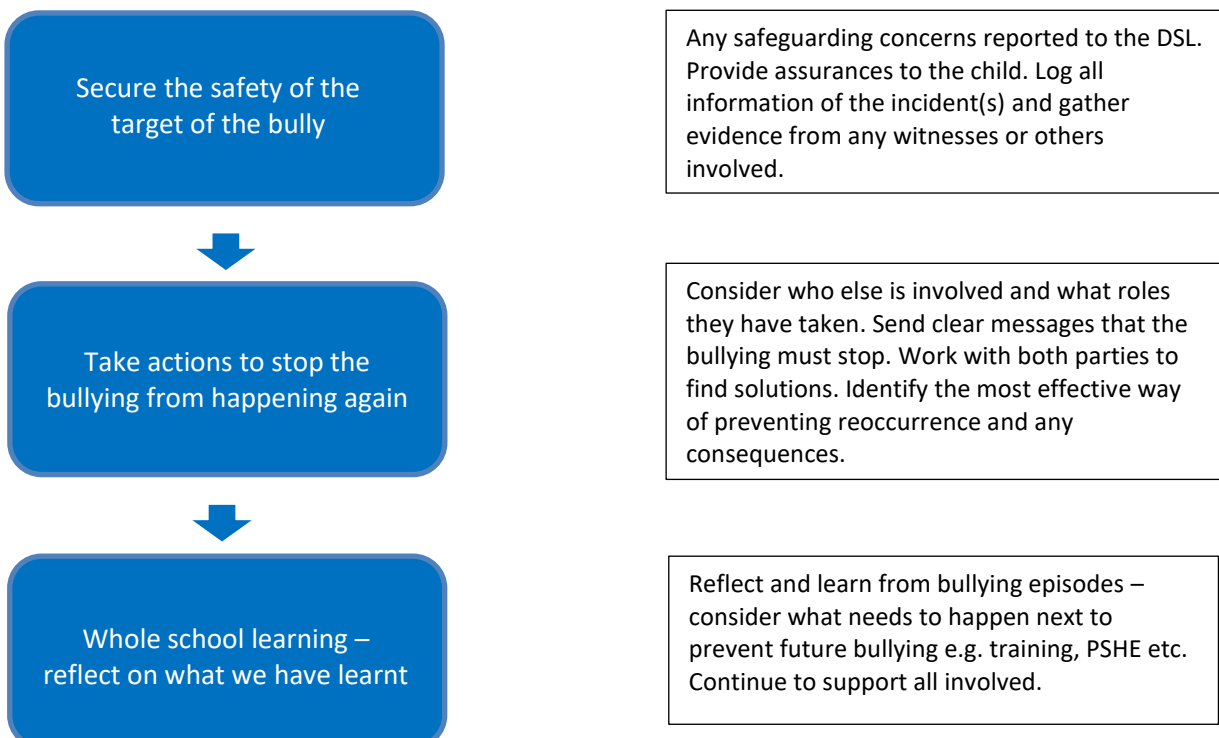 Secure the safety of the
target of the bully
Any safeguarding concerns reported to the DSL.
Provide assurances to the child. Log all
information of the incident(s) and gather
evidence from any witnesses or others
involved.
Take actions to stop the
bullying from happening again
Consider who else is involved and what roles
they have taken. Send clear messages that the
bullying must stop. Work with both parties to
find solutions. Identify the most effective way
of preventing reoccurrence and any
consequences.
Whole school learning –
reflect on what we have learnt
Reflect and learn from bullying episodes –
consider what needs to happen next to
prevent future bullying e.g. training, PSHE etc.
Continue to support all involved.